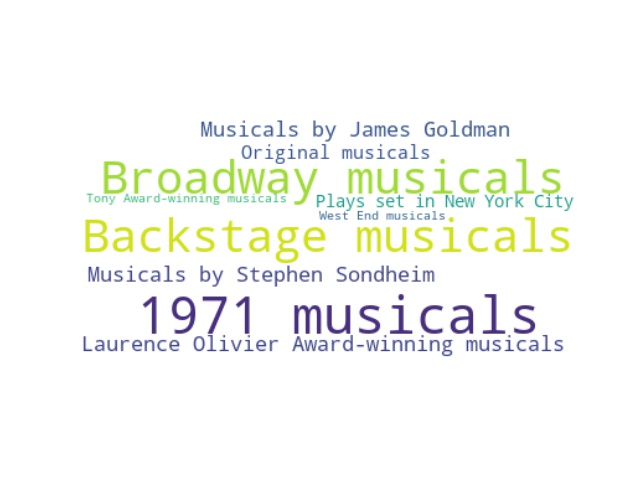 Musicals by James Goldman
Original musicals
Broadway musicals
Tony Award-winning musicals
Plays set in New York City
West End musicals
Backstage musicals
Musicals by Stephen Sondheim
1971 musicals
Laurence Olivier Award-winning musicals